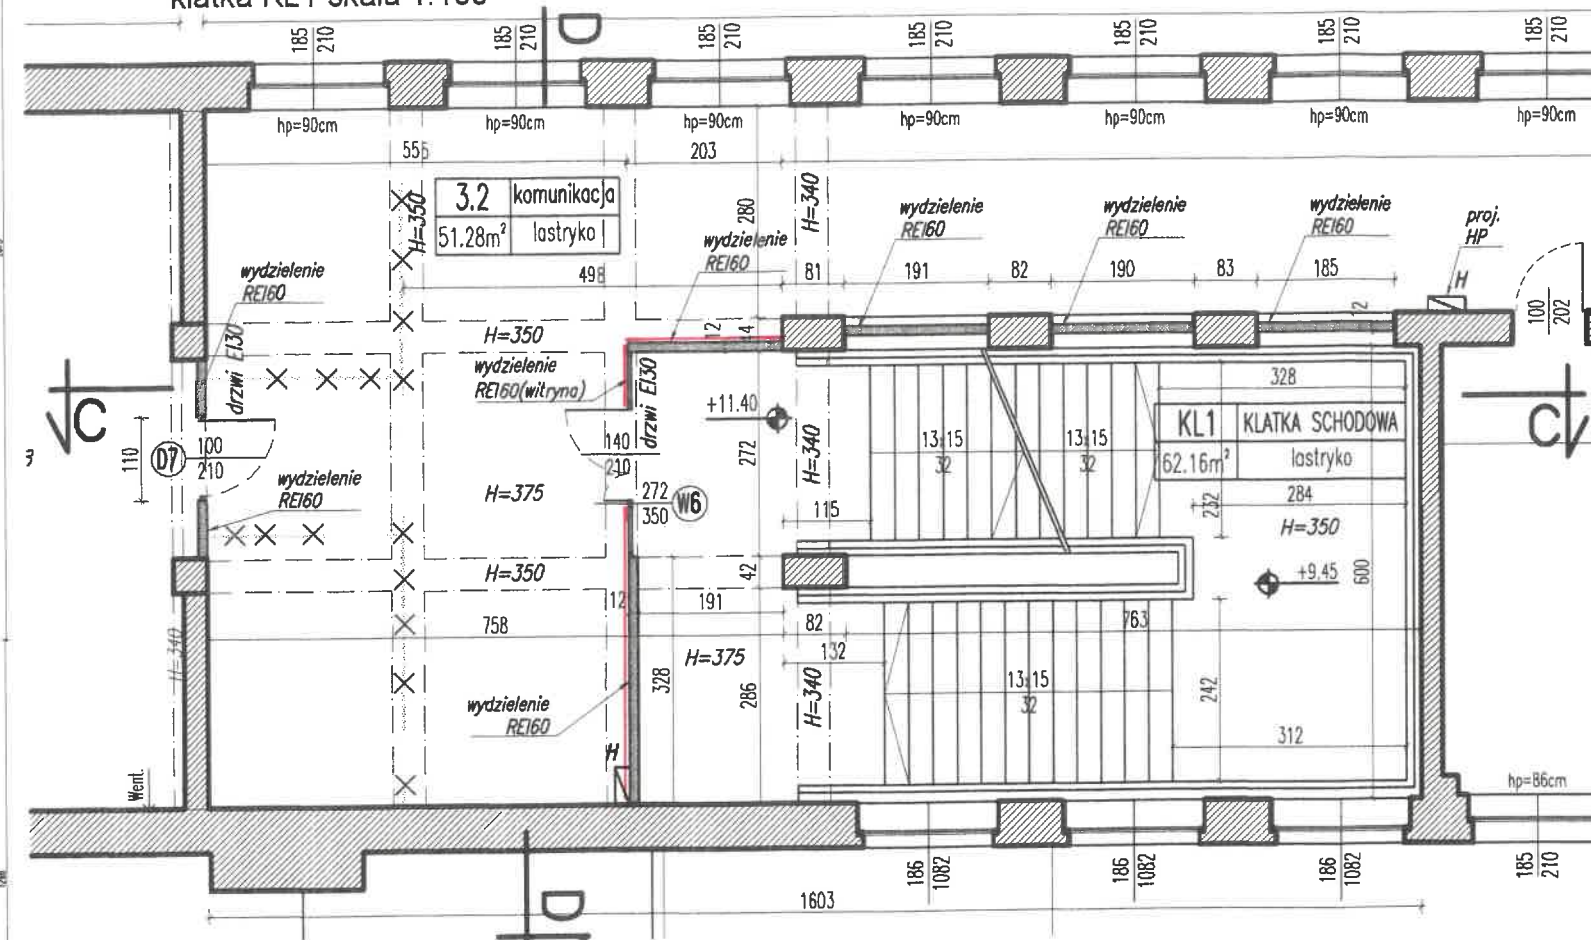 klatka KL1 skala 1:100
185 210
185 210
D
185 210
185 210
185 210
185 210
185 210
hp=90cm
hp=90cm
hp=90cm
hp=90cm
hp=90cm
hp=90cm
hp=90cm
555
203
3.2 komunikacja
51.28m² lastryko
H=350
280
H=340
wydzielenie
REI60
wydzielenie
REI60
wydzielenie
REI60
wydzielenie
REI60
wydzielenie
REI60
proj.
HP
H
498
81
191
82
190
83
185
12
100
202
drzwi EI30
H=350
12
14
wydzielenie
REI60(witryna)
drzwi EI30
+11.40
328
KL1 KLATKA SCHODOWA
62.16m² lastryko
C
C
110
D7
100
210
140
210
272
H=340
13x15
32
13x15
32
wydzielenie
REI60
H=375
272
350
W6
115
232
284
H=350
H=350
42
+9.45
600
12
191
758
82
763
H=340
H=375
132
328
286
H=340
13x15
32
242
wydzielenie
REI60
H
312
Went.
hp=86cm
186 1082
186 1082
186 1082
185 210
D
1603